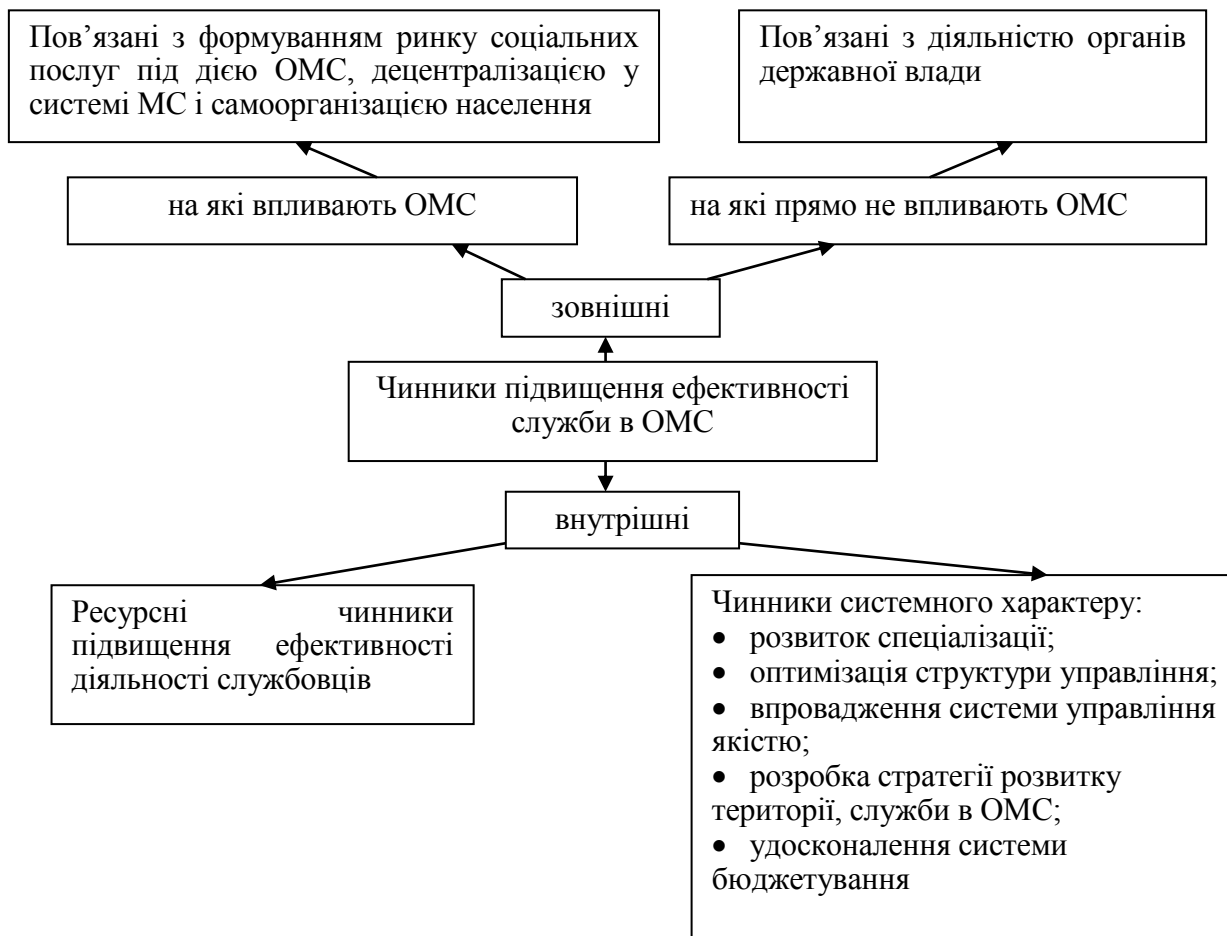 Пов’язані з формуванням ринку соціальних
послуг під дією ОМС, децентралізацією у
системі МС і самоорганізацією населення
Пов’язані з діяльністю органів
державної влади
на які впливають ОМС
на які прямо не впливають ОМС
зовнішні
Чинники підвищення ефективності
служби в ОМС
внутрішні
Ресурсні чинники
підвищення ефективності
діяльності службовців
Чинники системного характеру:
• розвиток спеціалізації;
• оптимізація структури управління;
• впровадження системи управління
якістю;
• розробка стратегії розвитку
території, служби в ОМС;
• удосконалення системи
бюджетування